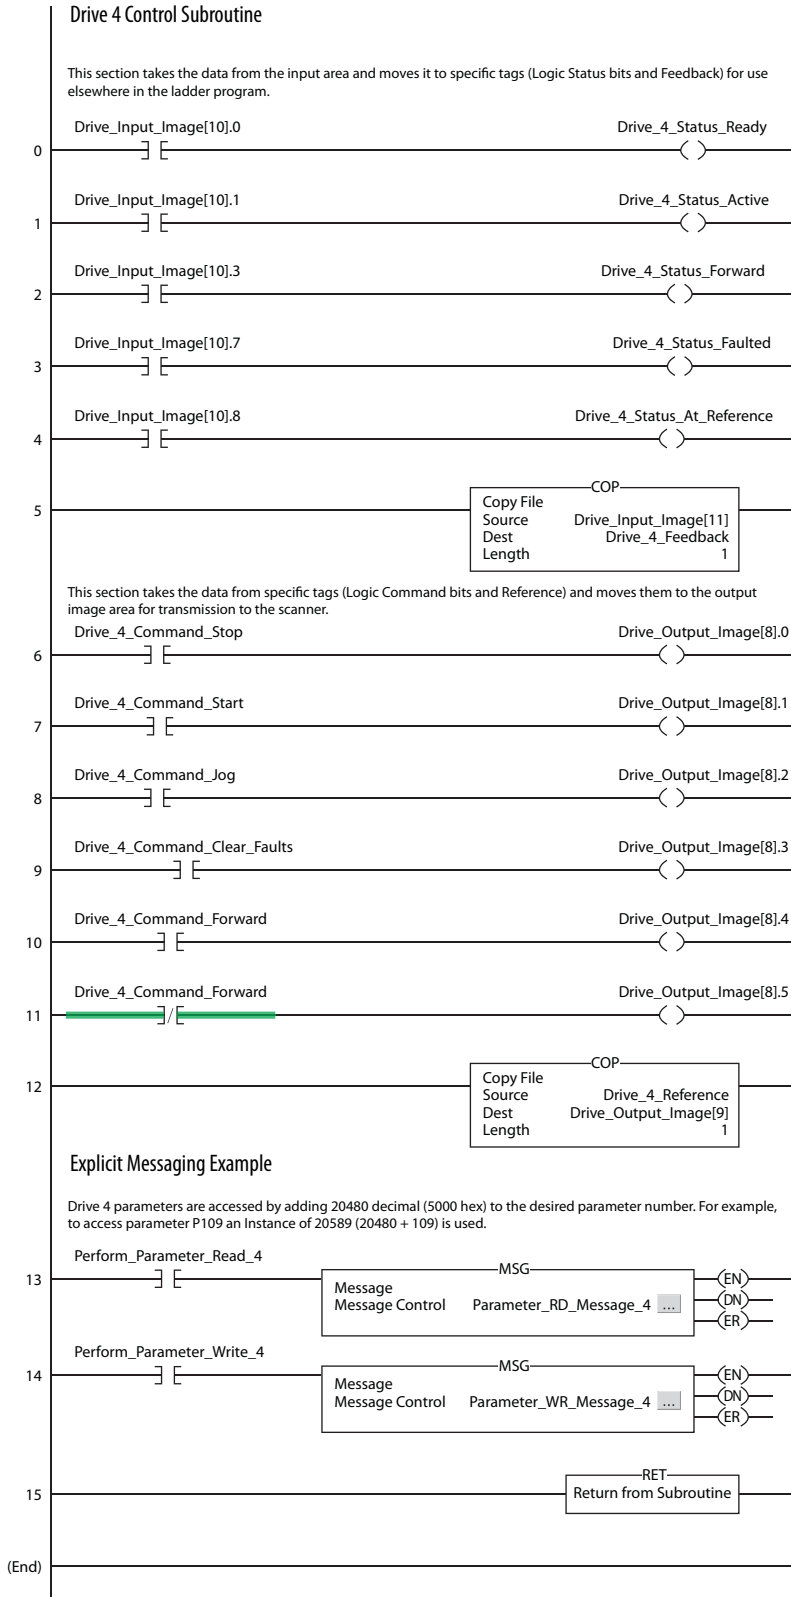 Drive 4 Control Subroutine
This section takes the data from the input area and moves it to specific tags (Logic Status bits and Feedback) for use
elsewhere in the ladder program.
Drive_Input_Image[10].0 Drive_4_Status_Ready
0
Drive_Input_Image[10].1 Drive_4_Status_Active
1
Drive_Input_Image[10].3 Drive_4_Status_Forward
2
Drive_Input_Image[10].7 Drive_4_Status_Faulted
3
Drive_Input_Image[10].8 Drive_4_Status_At_Reference
4
COP
Copy File
5
Source Drive_Input_Image[11]
Dest Drive_4_Feedback
Length 1
This section takes the data from specific tags (Logic Command bits and Reference) and moves them to the output
image area for transmission to the scanner.
Drive_4_Command_Stop Drive_Output_Image[8].0
6
Drive_4_Command_Start Drive_Output_Image[8].1
7
Drive_4_Command_Jog Drive_Output_Image[8].2
8
Drive_4_Command_Clear_Faults Drive_Output_Image[8].3
9
Drive_4_Command_Forward Drive_Output_Image[8].4
10
Drive_4_Command_Forward Drive_Output_Image[8].5
11
COP
Copy File
12
Source Drive_4_Reference
Dest Drive_Output_Image[9]
Length 1
Explicit Messaging Example
Drive 4 parameters are accessed by adding 20480 decimal (5000 hex) to the desired parameter number. For example,
to access parameter P109 an Instance of 20589 (20480 + 109) is used.
Perform_Parameter_Read_4
MSG
13 EN
Message
DN
Message Control Parameter_RD_Message_4 ...
ER
Perform_Parameter_Write_4
MSG
14 EN
Message
DN
Message Control Parameter_WR_Message_4 ...
ER
RET
15 Return from Subroutine
(End)